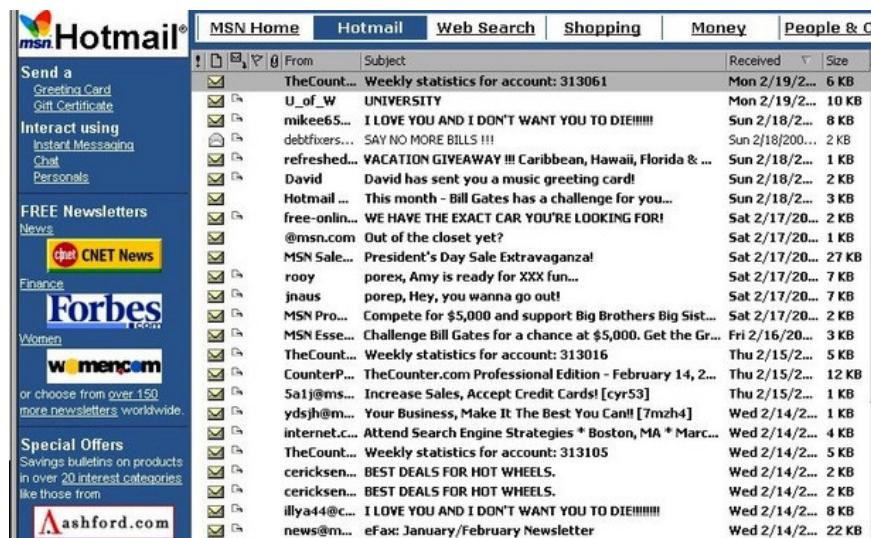 msn Hotmail®
MSN Home Hotmail Web Search Shopping Money People & C
Send a
Greeting Card
Gift Certificate
Interact using
Instant Messaging
Chat
Personals
FREE Newsletters
News
c|net CNET News
Finance
Forbes
.com
Women
women.com
or choose from over 150
more newsletters worldwide.
Special Offers
Savings bulletins on products
in over 20 interest categories
like those from
ashford.com
! From Subject Received Size
TheCount... Weekly statistics for account: 313061 Mon 2/19/2... 6 KB
U_of_W UNIVERSITY Mon 2/19/2... 10 KB
mikee65... I LOVE YOU AND I DON'T WANT YOU TO DIE!!!!!! Sun 2/18/2... 8 KB
debtfixers... SAY NO MORE BILLS !!! Sun 2/18/200... 2 KB
refreshed... VACATION GIVEAWAY !!! Caribbean, Hawaii, Florida & ... Sun 2/18/2... 1 KB
David David has sent you a music greeting card! Sun 2/18/2... 2 KB
Hotmail ... This month - Bill Gates has a challenge for you... Sun 2/18/2... 3 KB
free-onlin... WE HAVE THE EXACT CAR YOU'RE LOOKING FOR! Sat 2/17/20... 2 KB
@msn.com Out of the closet yet? Sat 2/17/20... 1 KB
MSN Sale... President's Day Sale Extravaganza! Sat 2/17/20... 27 KB
rooy porex, Amy is ready for XXX fun... Sat 2/17/20... 7 KB
jnaus porep, Hey, you wanna go out! Sat 2/17/20... 7 KB
MSN Pro... Compete for $5,000 and support Big Brothers Big Sist... Sat 2/17/20... 2 KB
MSN Esse... Challenge Bill Gates for a chance at $5,000. Get the Gr... Fri 2/16/20... 3 KB
TheCount... Weekly statistics for account: 313016 Thu 2/15/2... 5 KB
CounterP... TheCounter.com Professional Edition - February 14, 2... Thu 2/15/2... 12 KB
5a1j@ms... Increase Sales, Accept Credit Cards! [cyr53] Thu 2/15/2... 1 KB
ydsjh@m... Your Business, Make It The Best You Can!! [7mzh4] Wed 2/14/2... 1 KB
internet.c... Attend Search Engine Strategies * Boston, MA * Marc... Wed 2/14/2... 4 KB
TheCount... Weekly statistics for account: 313105 Wed 2/14/2... 5 KB
cericksen... BEST DEALS FOR HOT WHEELS. Wed 2/14/2... 2 KB
cericksen... BEST DEALS FOR HOT WHEELS. Wed 2/14/2... 2 KB
illya44@c... I LOVE YOU AND I DON'T WANT YOU TO DIE!!!!!!!! Wed 2/14/2... 8 KB
news@m... eFax: January/February Newsletter Wed 2/14/2... 22 KB